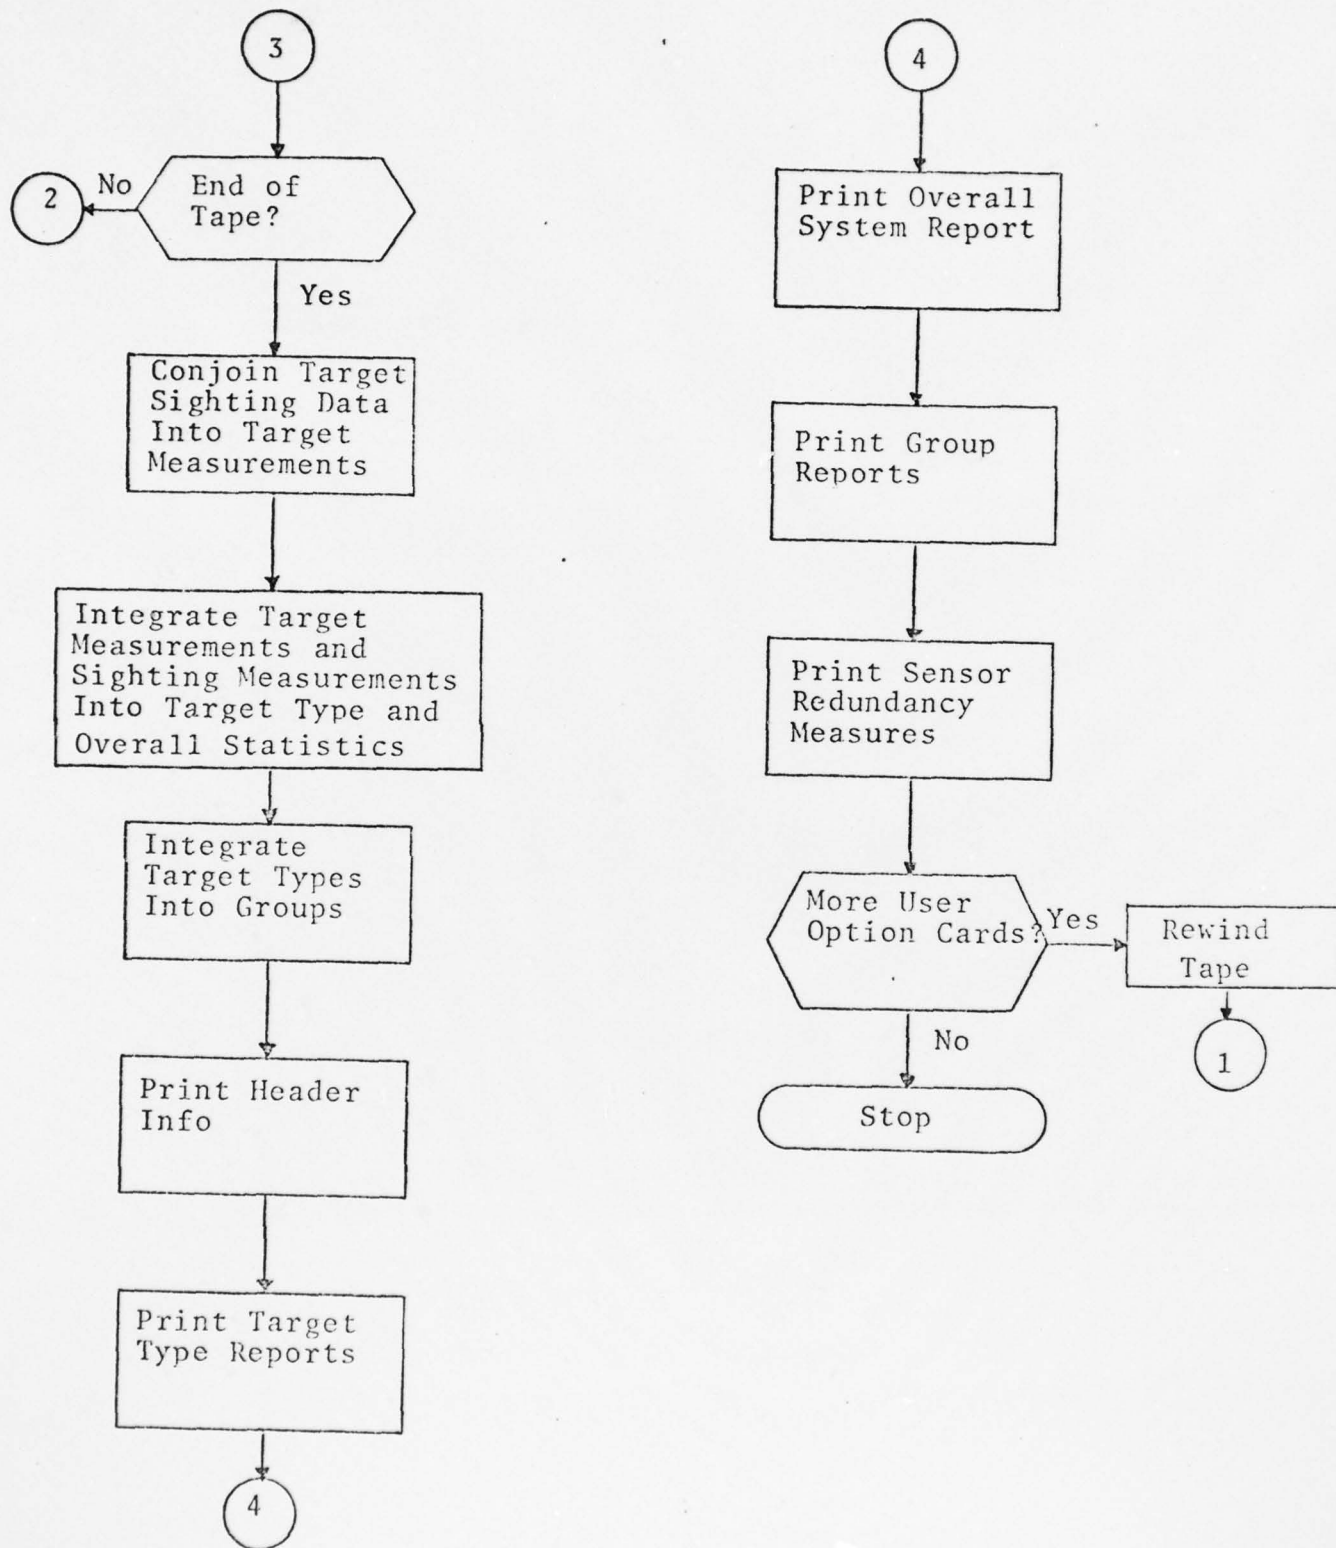 3
2
No
End of
Tape?
Yes
Conjoin Target
Sighting Data
Into Target
Measurements
Integrate Target
Measurements and
Sighting Measurements
Into Target Type and
Overall Statistics
Integrate
Target Types
Into Groups
Print Header
Info
Print Target
Type Reports
4
4
Print Overall
System Report
Print Group
Reports
Print Sensor
Redundancy
Measures
More User
Option Cards?
Yes
Rewind
Tape
1
No
Stop